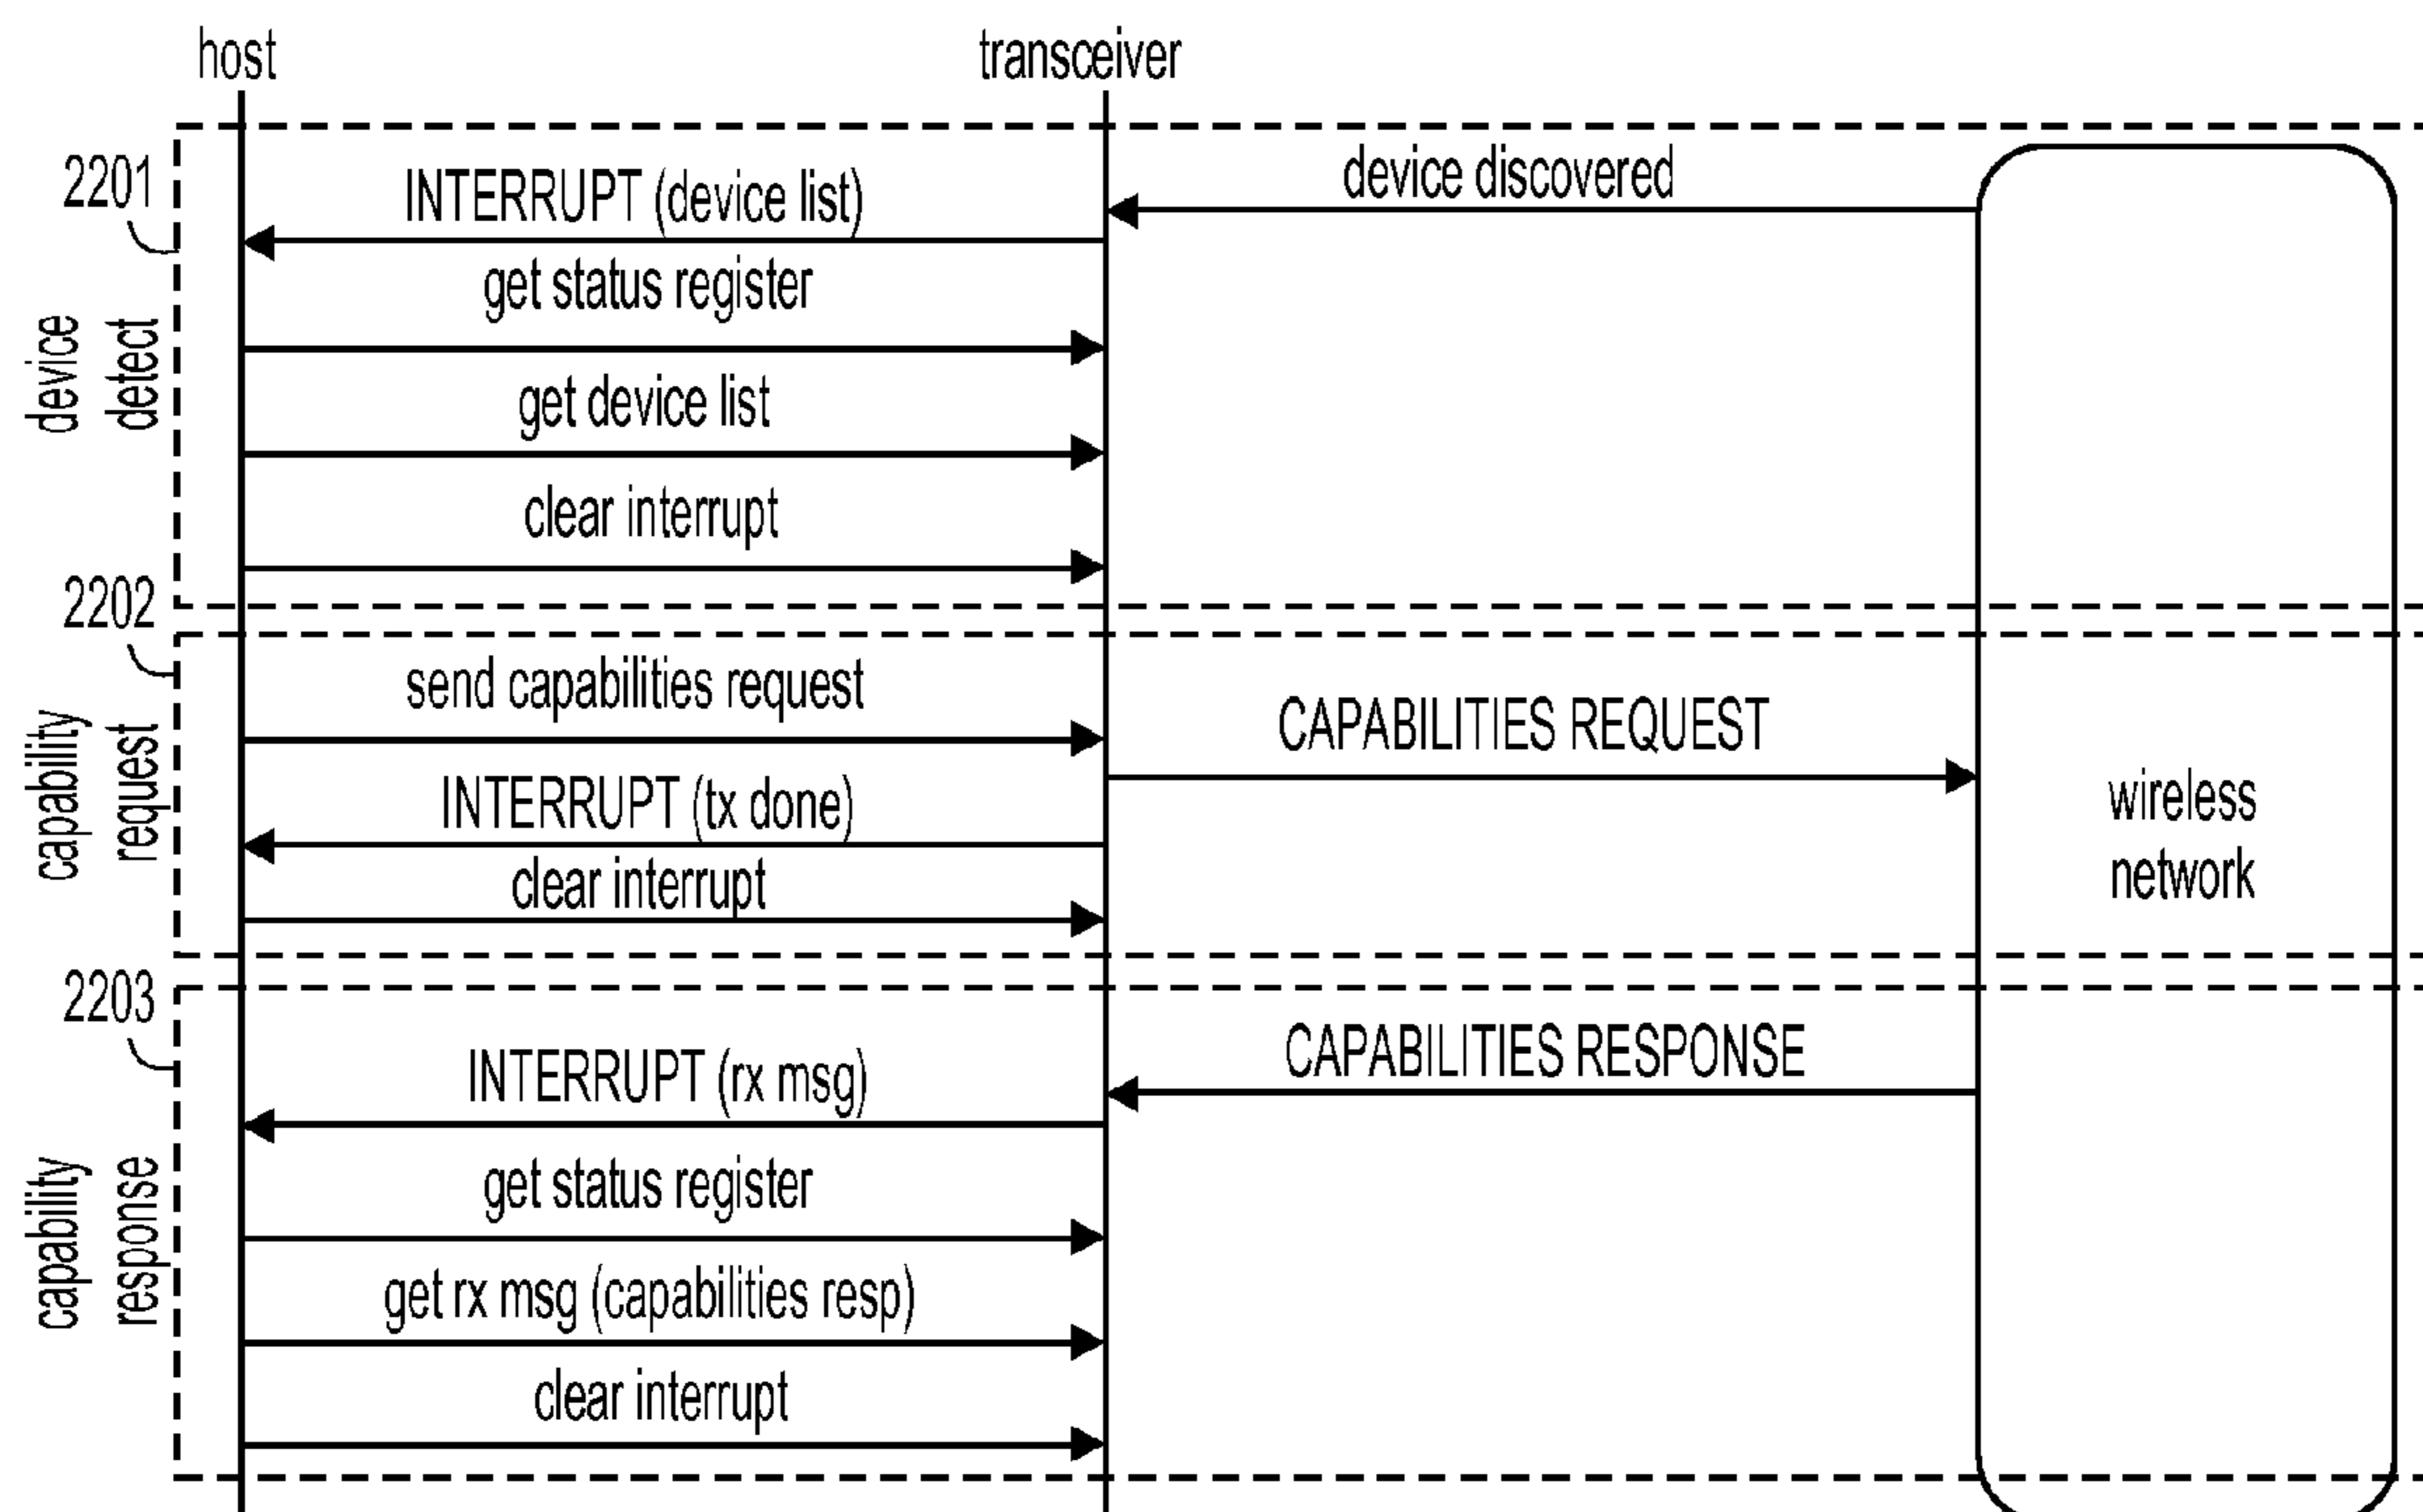 host
transceiver
2201
device
detect
device discovered
INTERRUPT (device list)
get status register
get device list
clear interrupt
2202
capability
request
send capabilities request
CAPABILITIES REQUEST
INTERRUPT (tx done)
clear interrupt
wireless
network
2203
capability
response
CAPABILITIES RESPONSE
INTERRUPT (rx msg)
get status register
get rx msg (capabilities resp)
clear interrupt